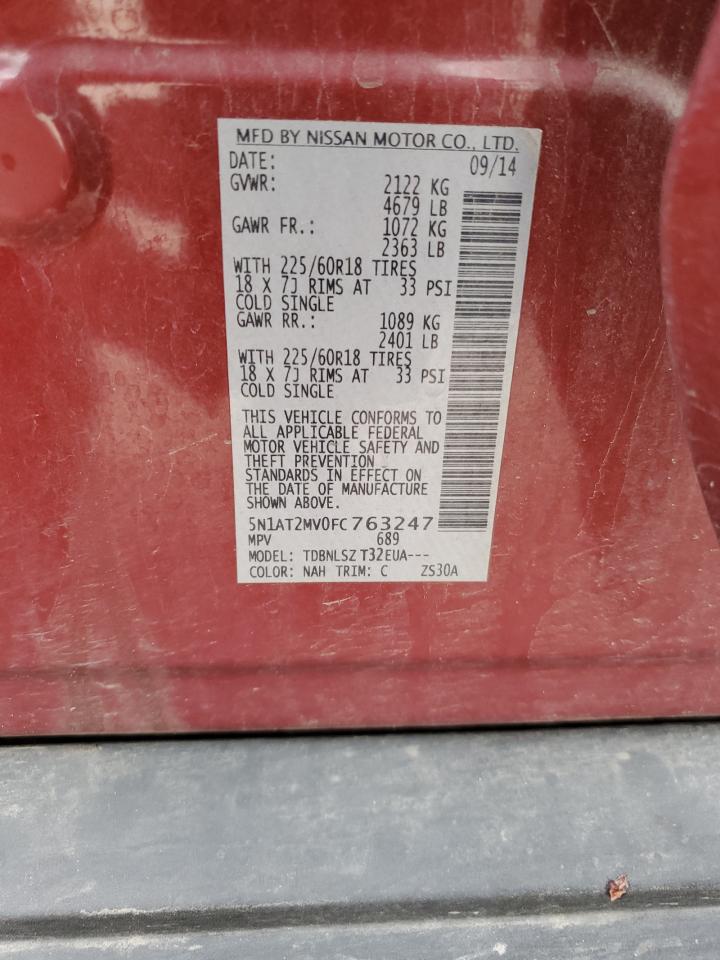 MFD BY NISSAN MOTOR CO., LTD.
DATE: 09/14
GVWR: 2122 KG
4679 LB
GAWR FR.: 1072 KG
2363 LB
WITH 225/60R18 TIRES
18 X 7J RIMS AT 33 PSI
COLD SINGLE
GAWR RR.: 1089 KG
2401 LB
WITH 225/60R18 TIRES
18 X 7J RIMS AT 33 PSI
COLD SINGLE
THIS VEHICLE CONFORMS TO
ALL APPLICABLE FEDERAL
MOTOR VEHICLE SAFETY AND
THEFT PREVENTION
STANDARDS IN EFFECT ON
THE DATE OF MANUFACTURE
SHOWN ABOVE.
5N1AT2MV0FC763247
MPV 689
MODEL: TDBNLSZ T32EUA---
COLOR: NAH TRIM: C ZS30A